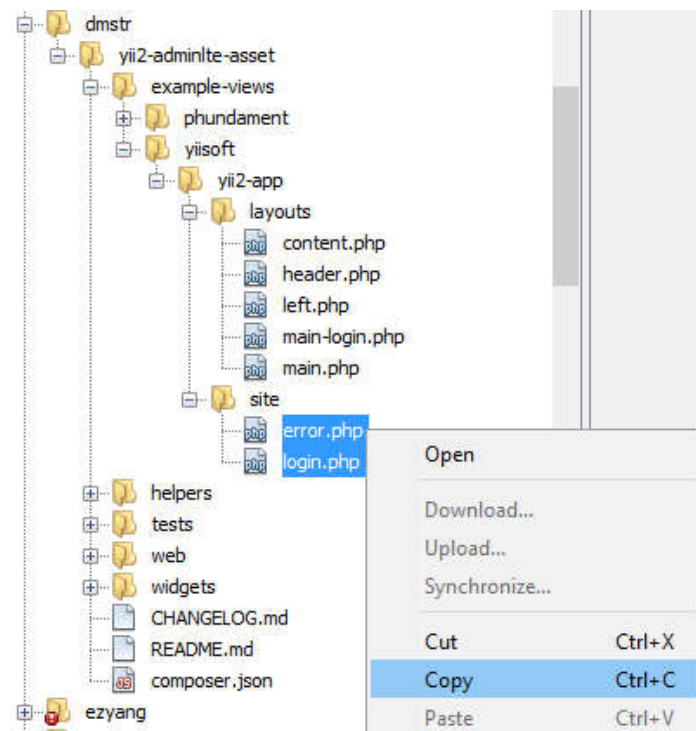 dmstr
yii2-adminlte-asset
example-views
phundament
yiisoft
yii2-app
layouts
content.php
header.php
left.php
main-login.php
main.php
site
error.php
login.php
helpers
tests
web
widgets
CHANGELOG.md
README.md
composer.json
ezyang
Open
Download...
Upload...
Synchronize...
Cut Ctrl+X
Copy Ctrl+C
Paste Ctrl+V